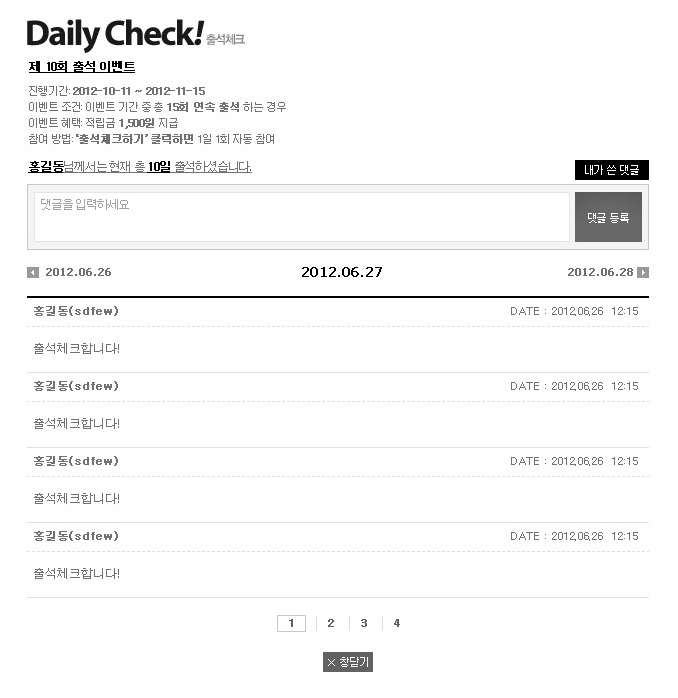 Daily Check! 출석체크
제 10회 출석 이벤트
진행기간: 2012-10-11 ~ 2012-11-15
이벤트 조건: 이벤트 기간 중 총 15회 연속 출석 하는 경우
이벤트 혜택: 적립금 1,500원 지급
참여 방법: '출석체크하기' 클릭하면 1일 1회 자동 참여
홍길동님께서는 현재 총 10일 출석하셨습니다.
내가 쓴 댓글
댓글을 입력하세요
댓글 등록
2012.06.26 2012.06.27 2012.06.28
홍길동(sdfew) DATE : 2012.06.26 12:15
출석체크합니다!
홍길동(sdfew) DATE : 2012.06.26 12:15
출석체크합니다!
홍길동(sdfew) DATE : 2012.06.26 12:15
출석체크합니다!
홍길동(sdfew) DATE : 2012.06.26 12:15
출석체크합니다!
1 2 3 4
× 창닫기